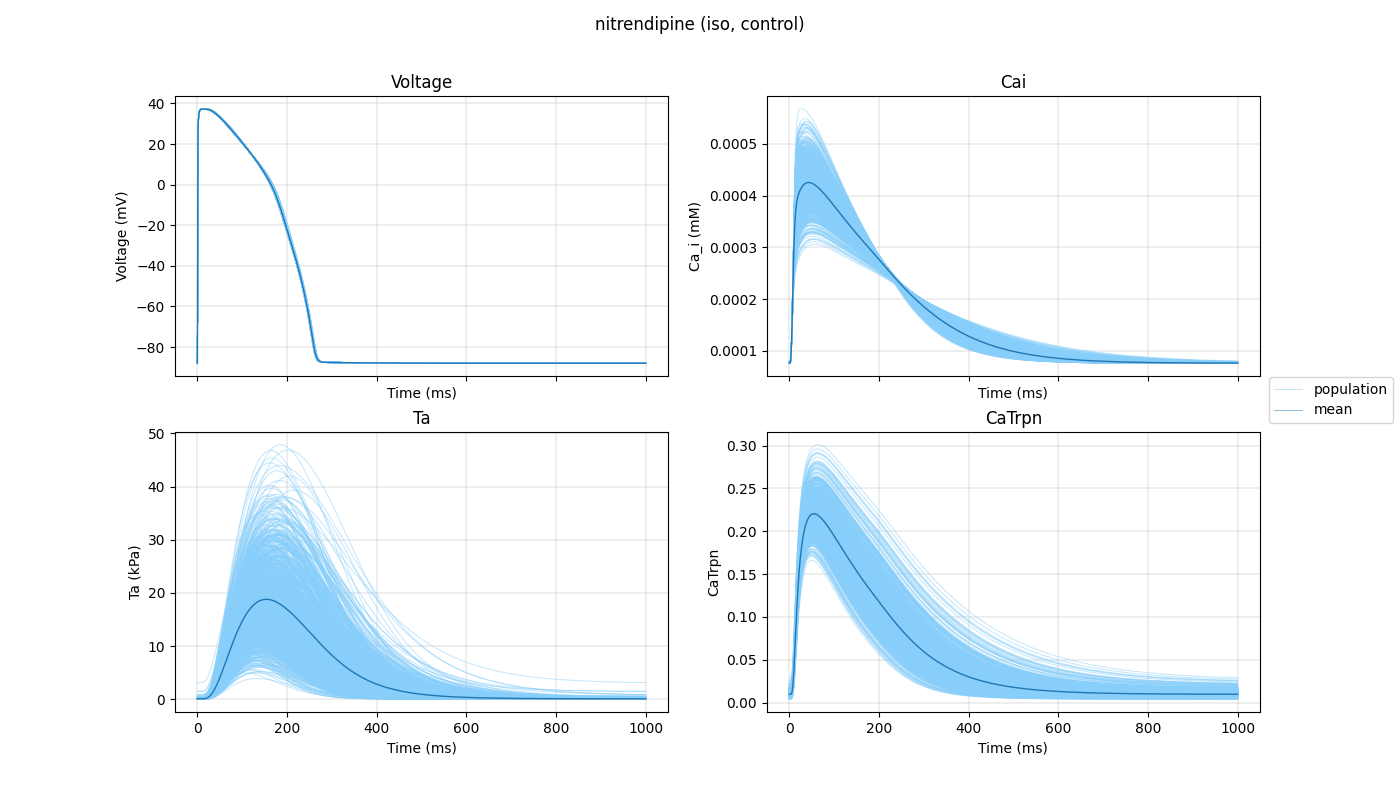 nitrendipine (iso, control)
Voltage
Voltage (mV)
40
20
0
−20
−40
−60
−80
Time (ms)
Cai
Ca_i (mM)
0.0005
0.0004
0.0003
0.0002
0.0001
Time (ms)
population
mean
Ta
Ta (kPa)
50
40
30
20
10
0
0 200 400 600 800 1000
Time (ms)
CaTrpn
CaTrpn
0.30
0.25
0.20
0.15
0.10
0.05
0.00
0 200 400 600 800 1000
Time (ms)